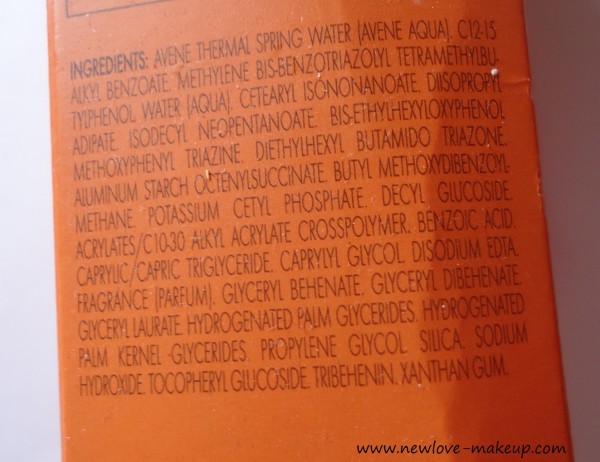 INGREDIENTS: AVENE THERMAL SPRING WATER (AVENE AQUA). C12-15
ALKYL BENZOATE. METHYLENE BIS-BENZOTRIAZOLYL TETRAMETHYLBU-
TYLPHENOL. WATER (AQUA). CETEARYL ISONONANOATE. DIISOPROPYL
ADIPATE. ISODECYL NEOPENTANOATE. BIS-ETHYLHEXYLOXYPHENOL
METHOXYPHENYL TRIAZINE. DIETHYLHEXYL BUTAMIDO TRIAZONE.
ALUMINUM STARCH OCTENYLSUCCINATE. BUTYL METHOXYDIBENZOYL-
METHANE. POTASSIUM CETYL PHOSPHATE. DECYL GLUCOSIDE.
ACRYLATES/C10-30 ALKYL ACRYLATE CROSSPOLYMER. BENZOIC ACID.
CAPRYLIC/CAPRIC TRIGLYCERIDE. CAPRYLYL GLYCOL. DISODIUM EDTA.
FRAGRANCE (PARFUM). GLYCERYL BEHENATE. GLYCERYL DIBEHENATE.
GLYCERYL LAURATE. HYDROGENATED PALM GLYCERIDES. HYDROGENATED
PALM KERNEL GLYCERIDES. PROPYLENE GLYCOL. SILICA. SODIUM
HYDROXIDE. TOCOPHERYL GLUCOSIDE. TRIBEHENIN. XANTHAN GUM.
www.newlove-makeup.com